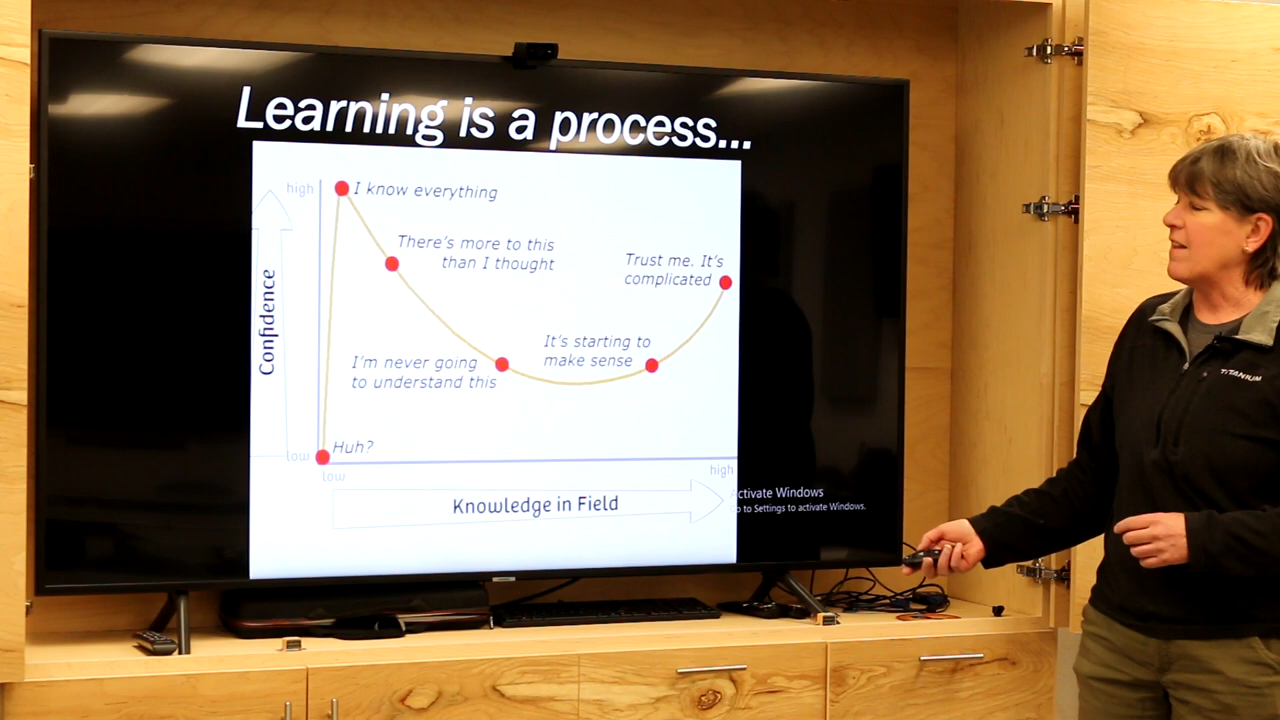 Learning is a process...
high
I know everything
There's more to this
than I thought
Trust me. It's
complicated
Confidence
It's starting to
make sense
I'm never going
to understand this
Huh?
low
low
high
Knowledge in Field
Activate Windows
to Settings to activate Windows.
TITANIUM